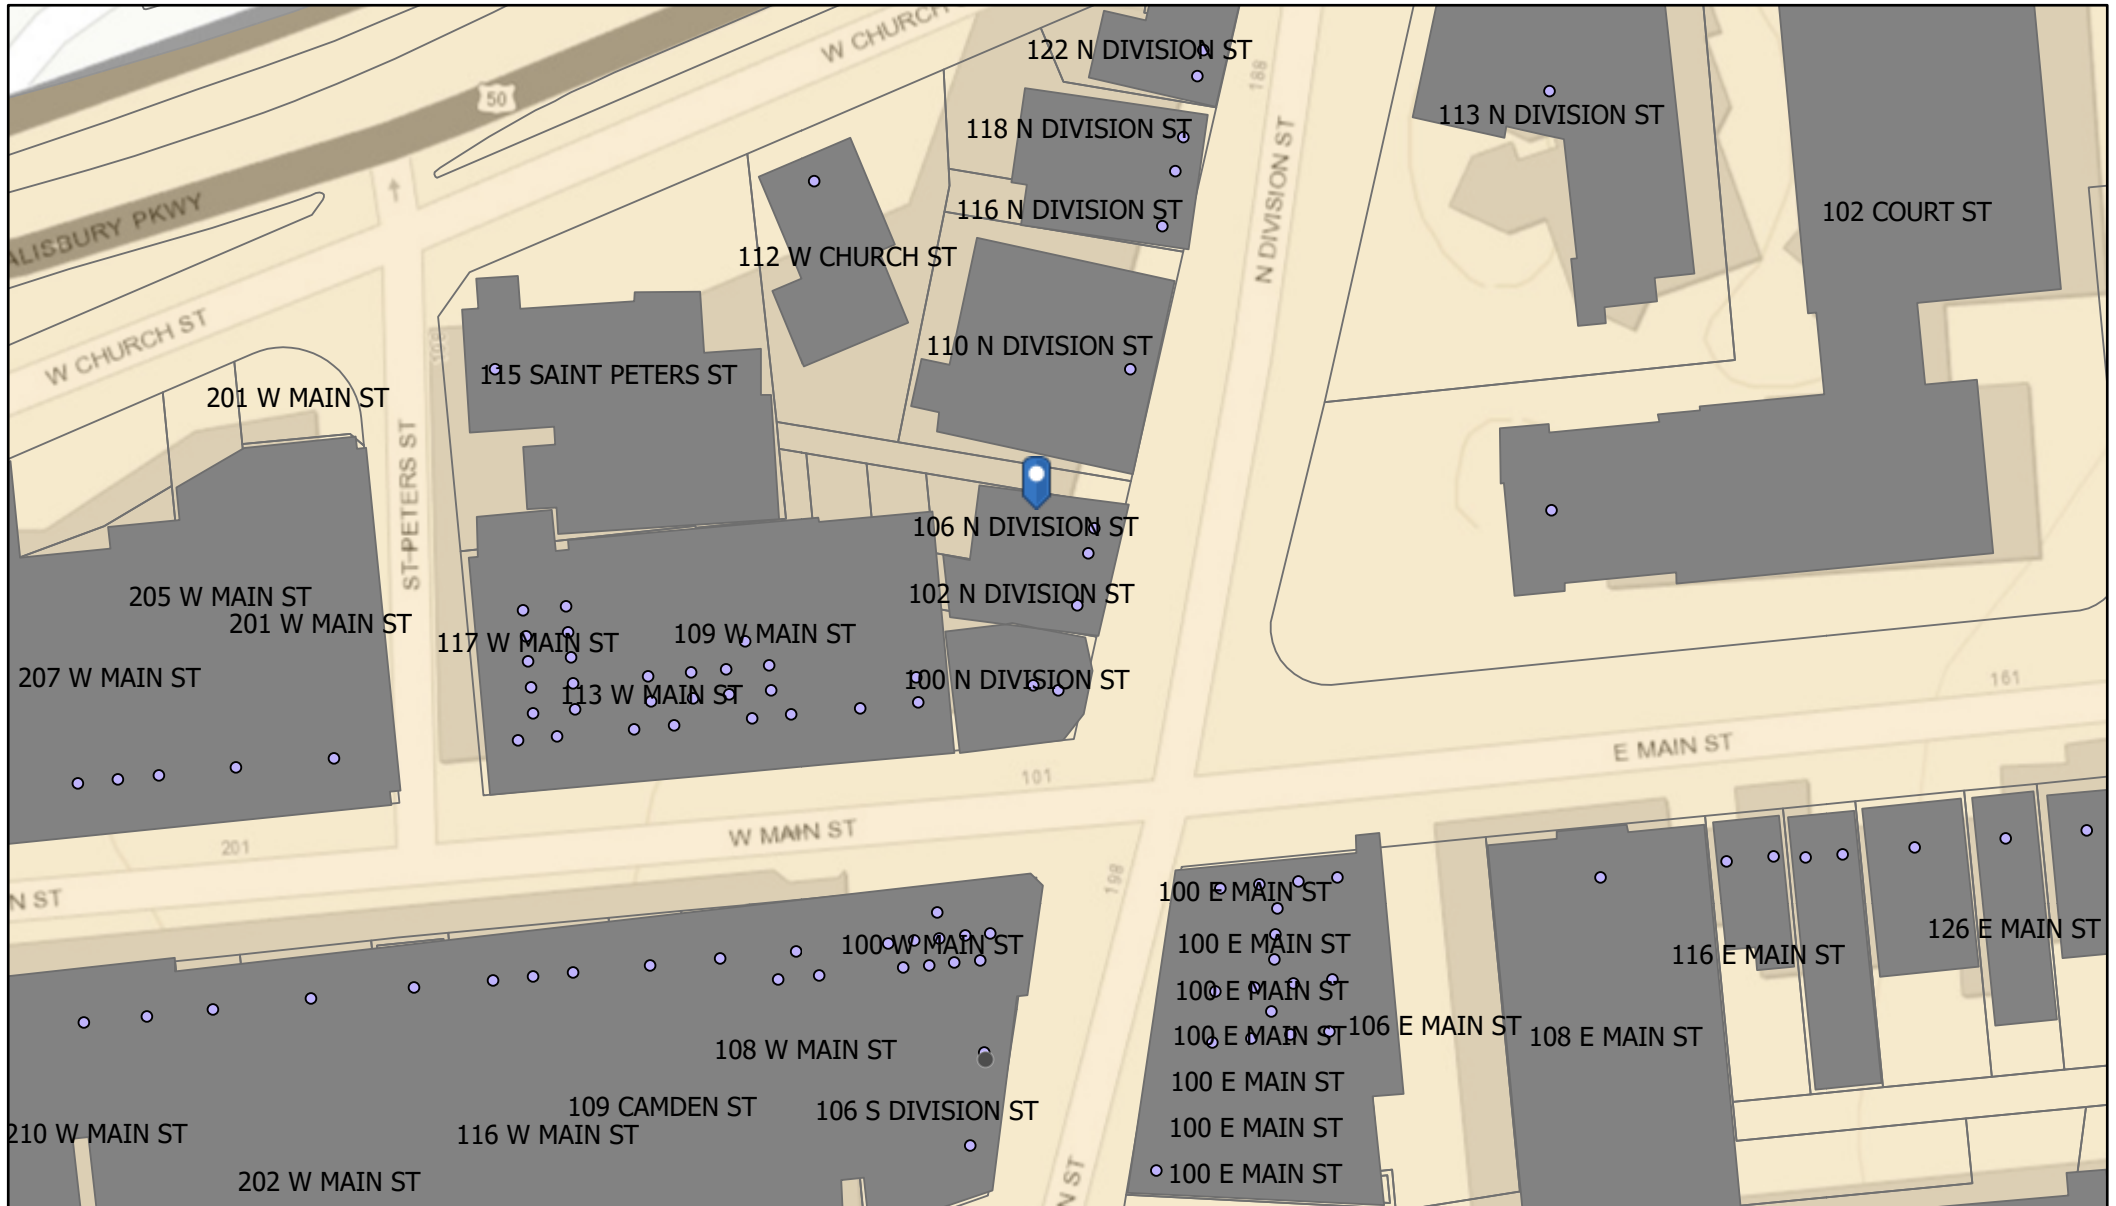 W CHURCH
122 N DIVISION ST
188
50
118 N DIVISION ST
113 N DIVISION ST
N DIVISION ST
ALISBURY PKWY
116 N DIVISION ST
102 COURT ST
112 W CHURCH ST
W CHURCH ST
110 N DIVISION ST
115 SAINT PETERS ST
201 W MAIN ST
ST PETERS ST
106 N DIVISION ST
205 W MAIN ST
102 N DIVISION ST
201 W MAIN ST
117 W MAIN ST
109 W MAIN ST
207 W MAIN ST
113 W MAIN ST
100 N DIVISION ST
161
E MAIN ST
101
W MAIN ST
201
N ST
198
100 E MAIN ST
100 W MAIN ST
100 E MAIN ST
116 E MAIN ST
126 E MAIN ST
100 E MAIN ST
100 E MAIN ST
106 E MAIN ST
108 E MAIN ST
108 W MAIN ST
100 E MAIN ST
109 CAMDEN ST
106 S DIVISION ST
210 W MAIN ST
116 W MAIN ST
100 E MAIN ST
202 W MAIN ST
N ST
100 E MAIN ST